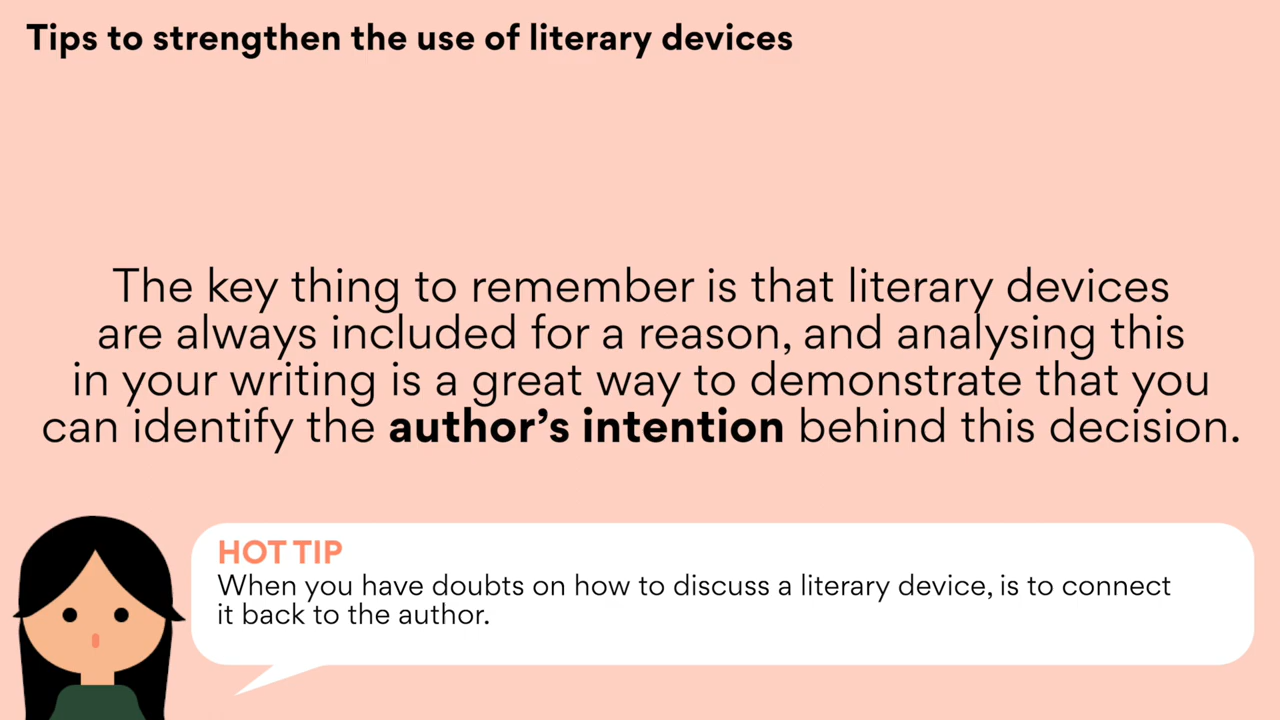 Tips to strengthen the use of literary devices
The key thing to remember is that literary devices
are always included for a reason, and analysing this
in your writing is a great way to demonstrate that you
can identify the author’s intention behind this decision.
HOT TIP
When you have doubts on how to discuss a literary device, is to connect
it back to the author.